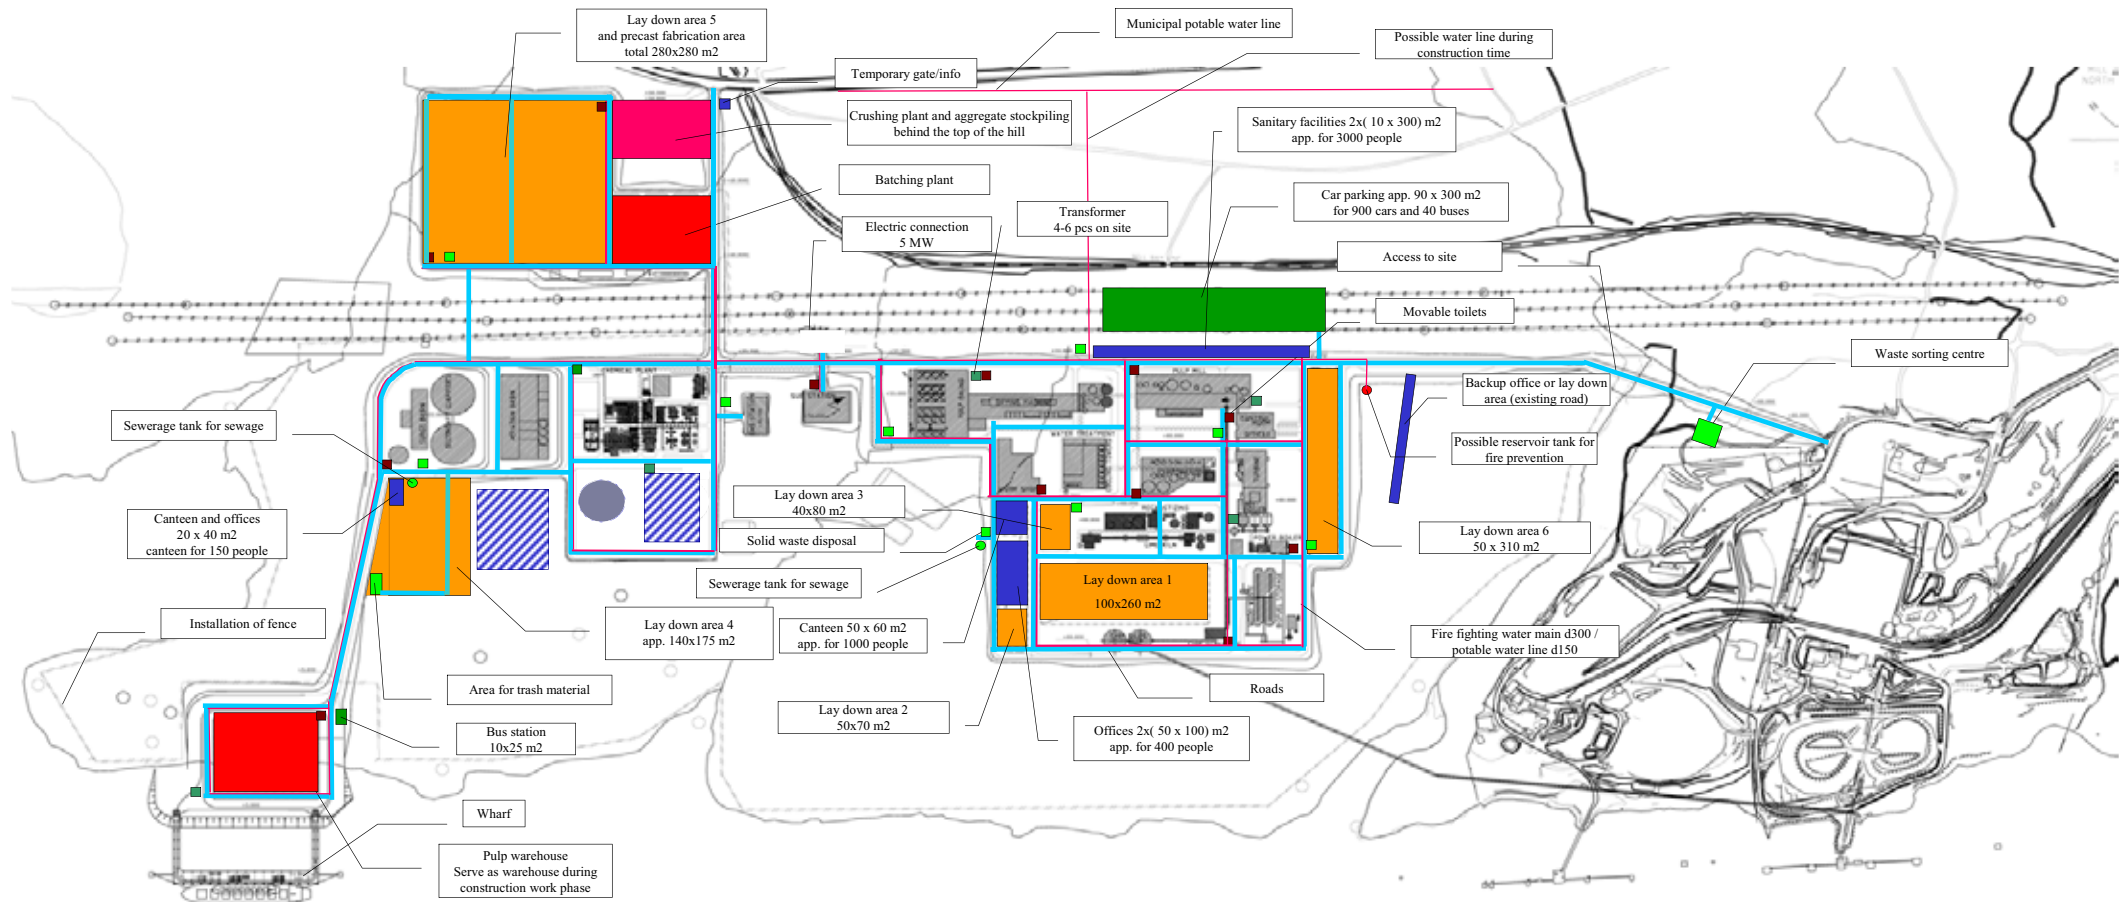 Lay down area 5
and precast fabrication area
total 280x280 m2
Municipal potable water line
Possible water line during
construction time
Temporary gate/info
Crushing plant and aggregate stockpiling
behind the top of the hill
Sanitary facilities 2x( 10 x 300) m2
app. for 3000 people
Batching plant
Car parking app. 90 x 300 m2
for 900 cars and 40 buses
Transformer
4-6 pcs on site
Electric connection
5 MW
Access to site
Movable toilets
Waste sorting centre
Backup office or lay down
area (existing road)
Sewerage tank for sewage
Possible reservoir tank for
fire prevention
CHEMICAL PLANT
PULP MILL
WATER TREATMENT
Lay down area 3
40x80 m2
Canteen and offices
20 x 40 m2
canteen for 150 people
Solid waste disposal
Lay down area 6
50 x 310 m2
Sewerage tank for sewage
Lay down area 1
100x260 m2
Installation of fence
Lay down area 4
app. 140x175 m2
Canteen 50 x 60 m2
app. for 1000 people
Fire fighting water main d300 /
potable water line d150
Area for trash material
Roads
Lay down area 2
50x70 m2
Offices 2x( 50 x 100) m2
app. for 400 people
Bus station
10x25 m2
Wharf
Pulp warehouse
Serve as warehouse during
construction work phase